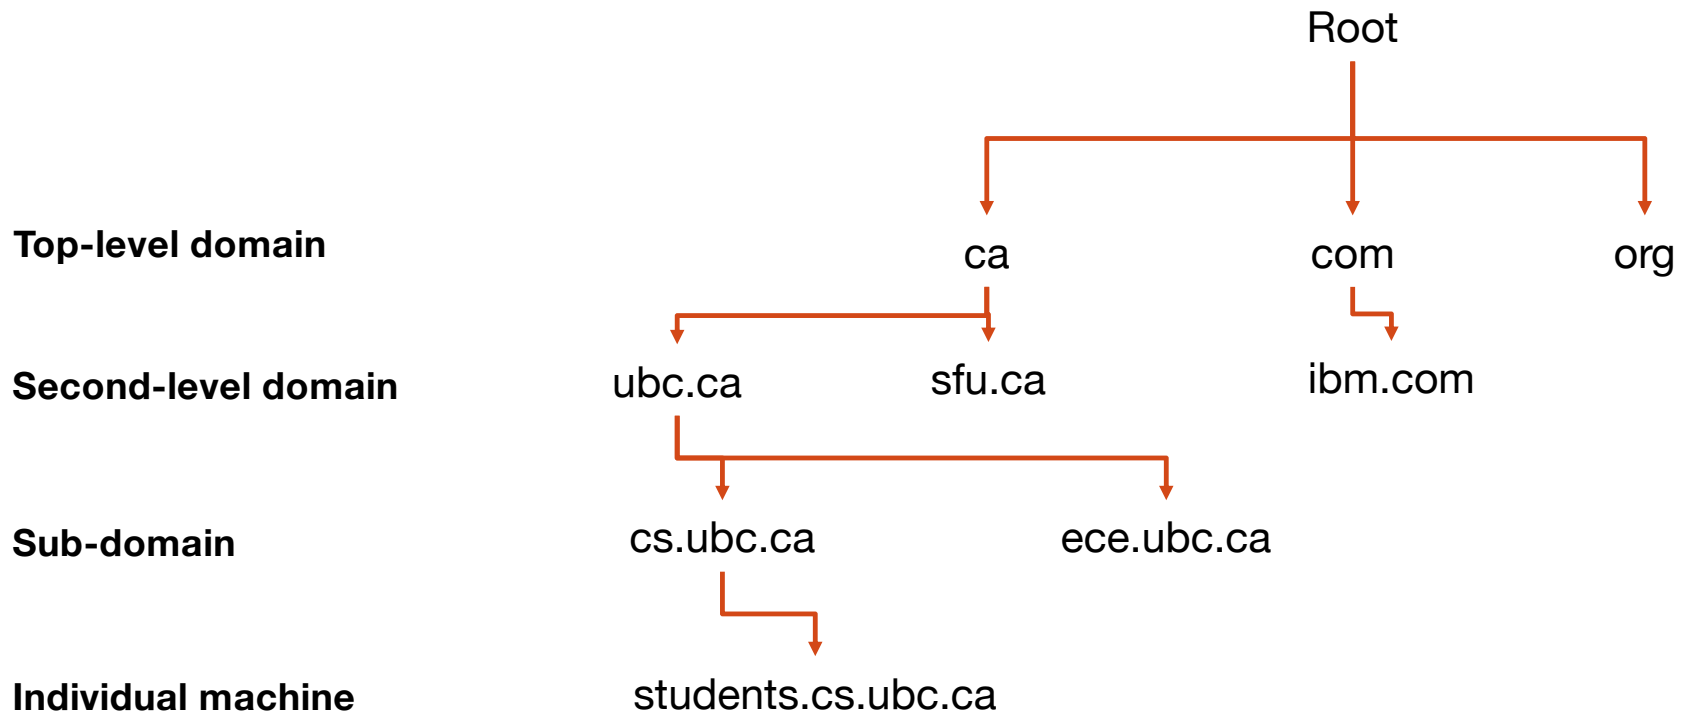 Root
Top-level domain
ca
com
org
Second-level domain
ubc.ca
sfu.ca
ibm.com
Sub-domain
cs.ubc.ca
ece.ubc.ca
Individual machine
students.cs.ubc.ca